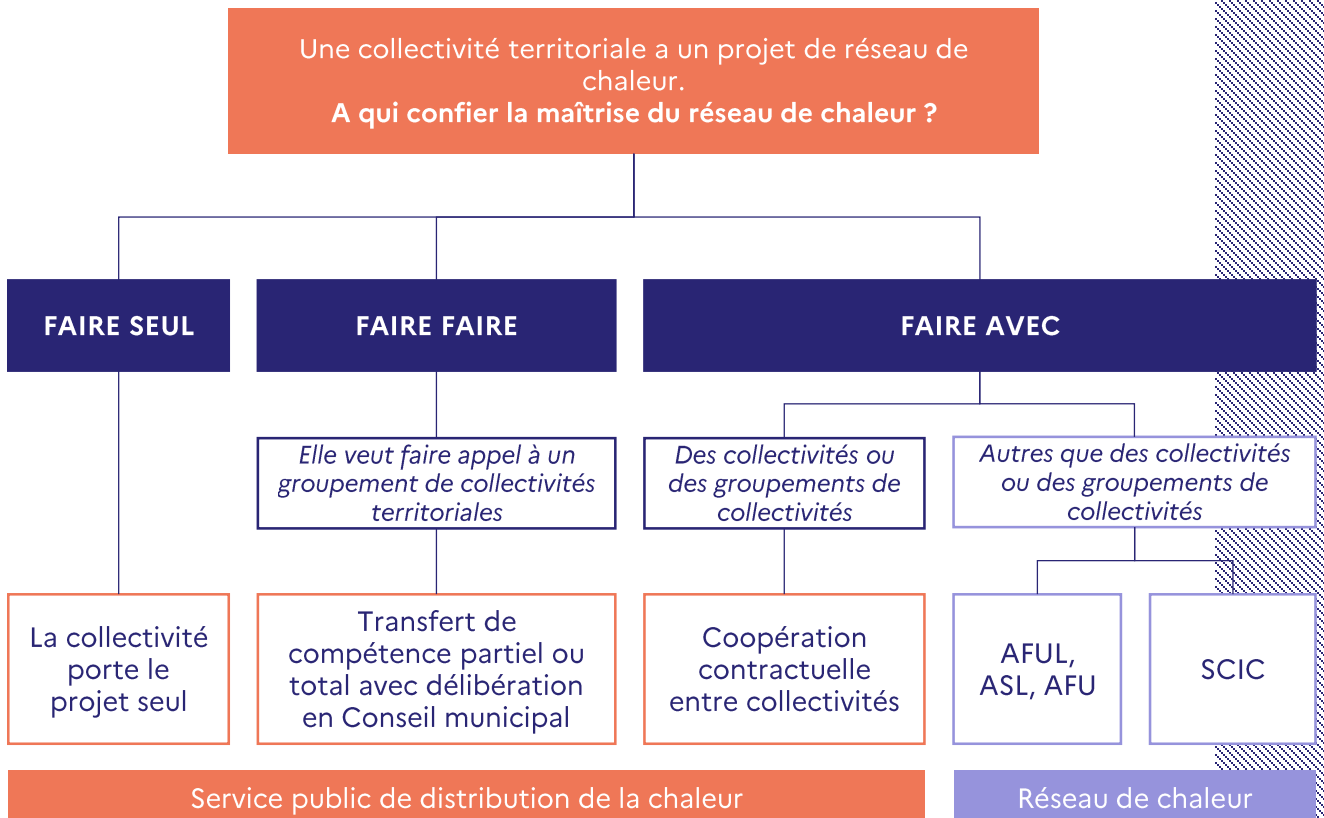 Une collectivité territoriale a un projet de réseau de
chaleur.
A qui confier la maîtrise du réseau de chaleur ?
FAIRE SEUL
FAIRE FAIRE
FAIRE AVEC
Elle veut faire appel à un
groupement de collectivités
territoriales
Des collectivités ou
des groupements de
collectivités
Autres que des collectivités
ou des groupements de
collectivités
La collectivité
porte le
projet seul
Transfert de
compétence partiel ou
total avec délibération
en Conseil municipal
Coopération
contractuelle
entre collectivités
AFUL,
ASL, AFU
SCIC
Service public de distribution de la chaleur
Réseau de chaleur